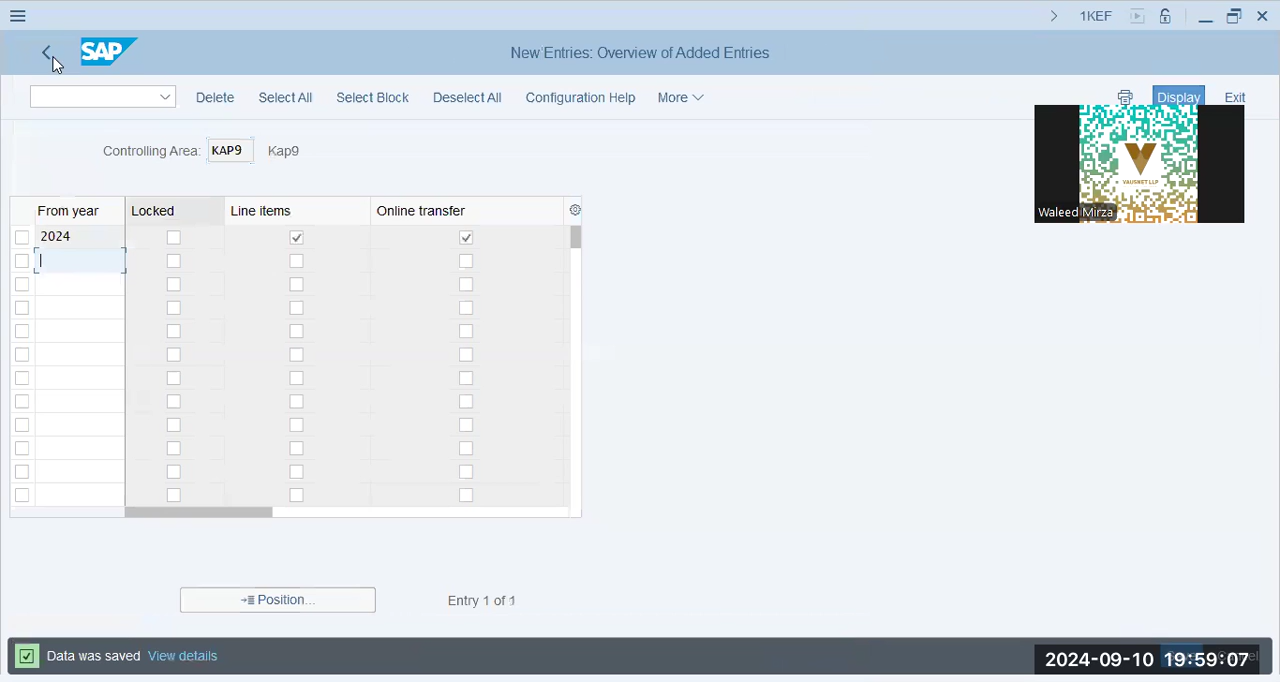 1KEF
SAP
New Entries: Overview of Added Entries
Delete Select All Select Block Deselect All Configuration Help More Display Exit
Controlling Area: KAP9 Kap9
VAUSNET LLP
Waleed Mirza
From year Locked Line items Online transfer
2024
Position...
Entry 1 of 1
Data was saved View details
2024-09-10 19:59:07